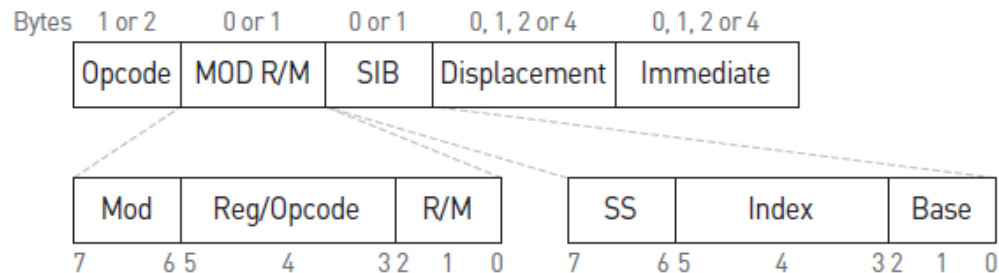 Bytes 1 or 2 0 or 1 0 or 1 0, 1, 2 or 4 0, 1, 2 or 4
Opcode MOD R/M SIB Displacement Immediate
Mod Reg/Opcode R/M SS Index Base
7 6 5 4 3 2 1 0 7 6 5 4 3 2 1 0